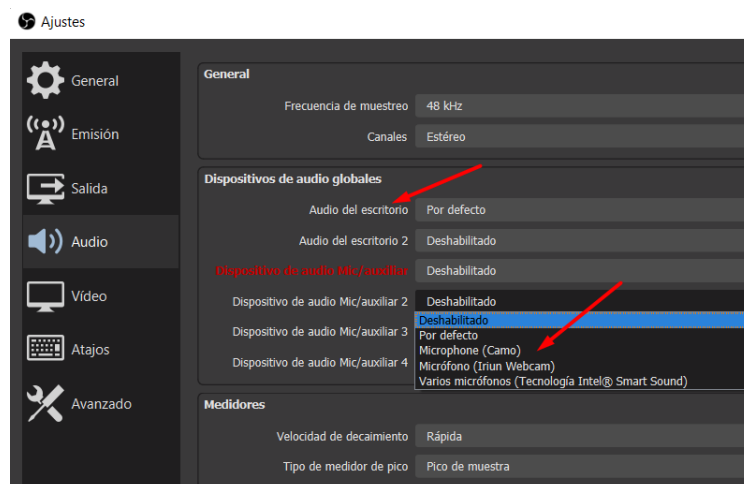 Ajustes
General
Emisión
Salida
Audio
Vídeo
Atajos
Avanzado
General
Frecuencia de muestreo 48 kHz
Canales Estéreo
Dispositivos de audio globales
Audio del escritorio Por defecto
Audio del escritorio 2 Deshabilitado
Dispositivo de audio Mic/auxiliar Deshabilitado
Dispositivo de audio Mic/auxiliar 2 Deshabilitado
Deshabilitado
Por defecto
Microphone (Camo)
Micrófono (Iriun Webcam)
Varios micrófonos (Tecnología Intel® Smart Sound)
Dispositivo de audio Mic/auxiliar 3
Dispositivo de audio Mic/auxiliar 4
Medidores
Velocidad de decaimiento Rápida
Tipo de medidor de pico Pico de muestra